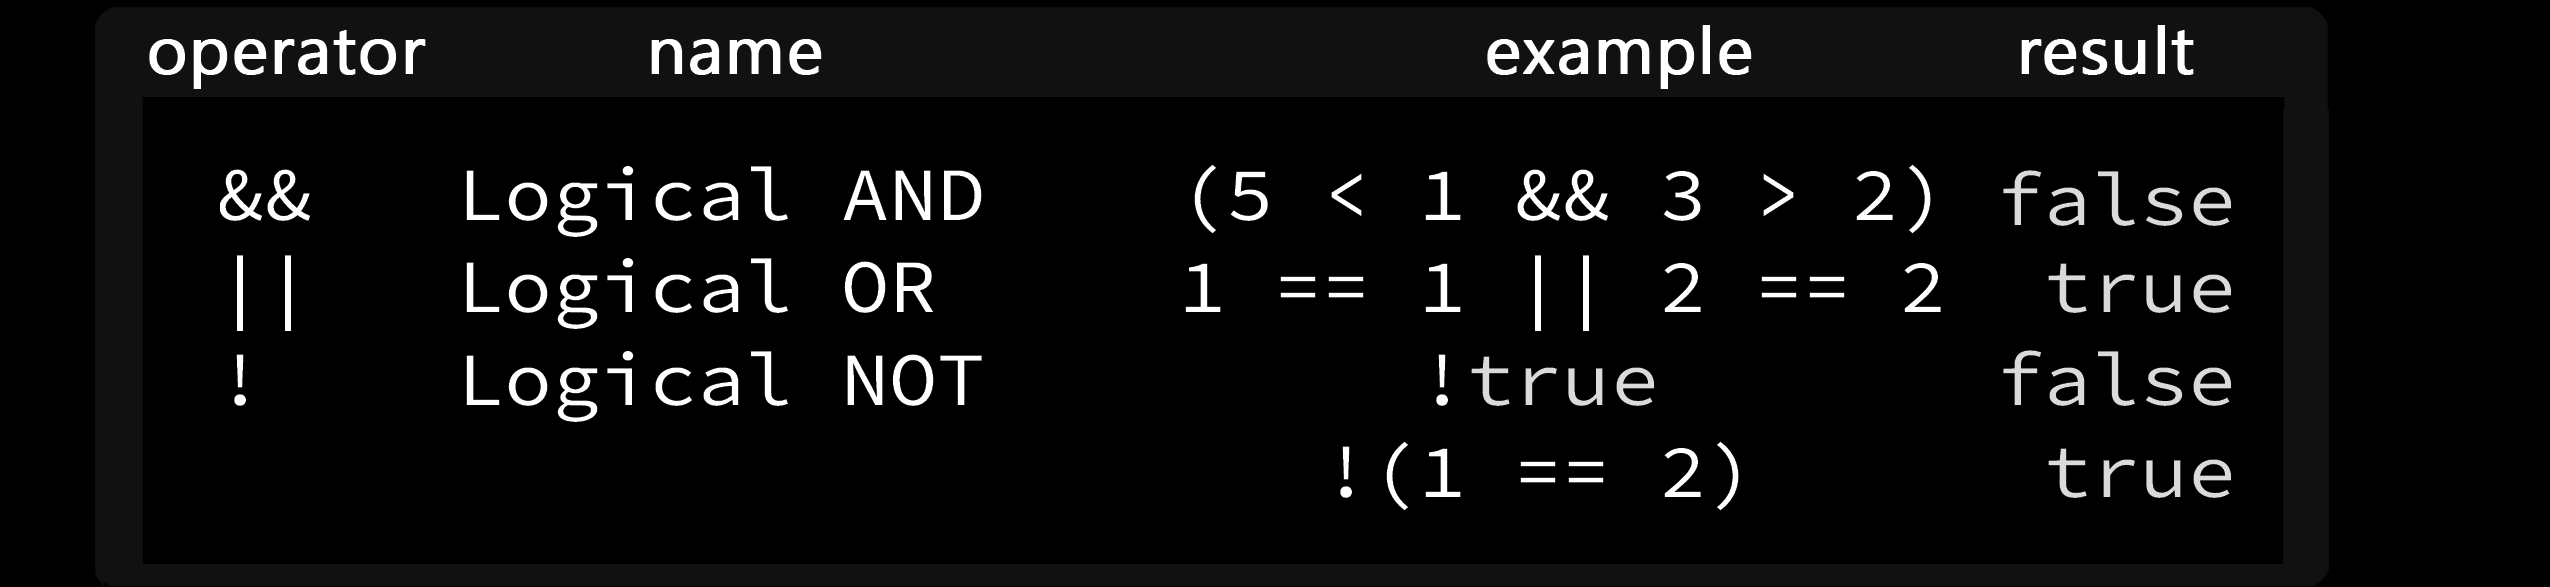 operator name example result
&& Logical AND (5 < 1 && 3 > 2) false
|| Logical OR 1 == 1 || 2 == 2 true
! Logical NOT !true false
!(1 == 2) true